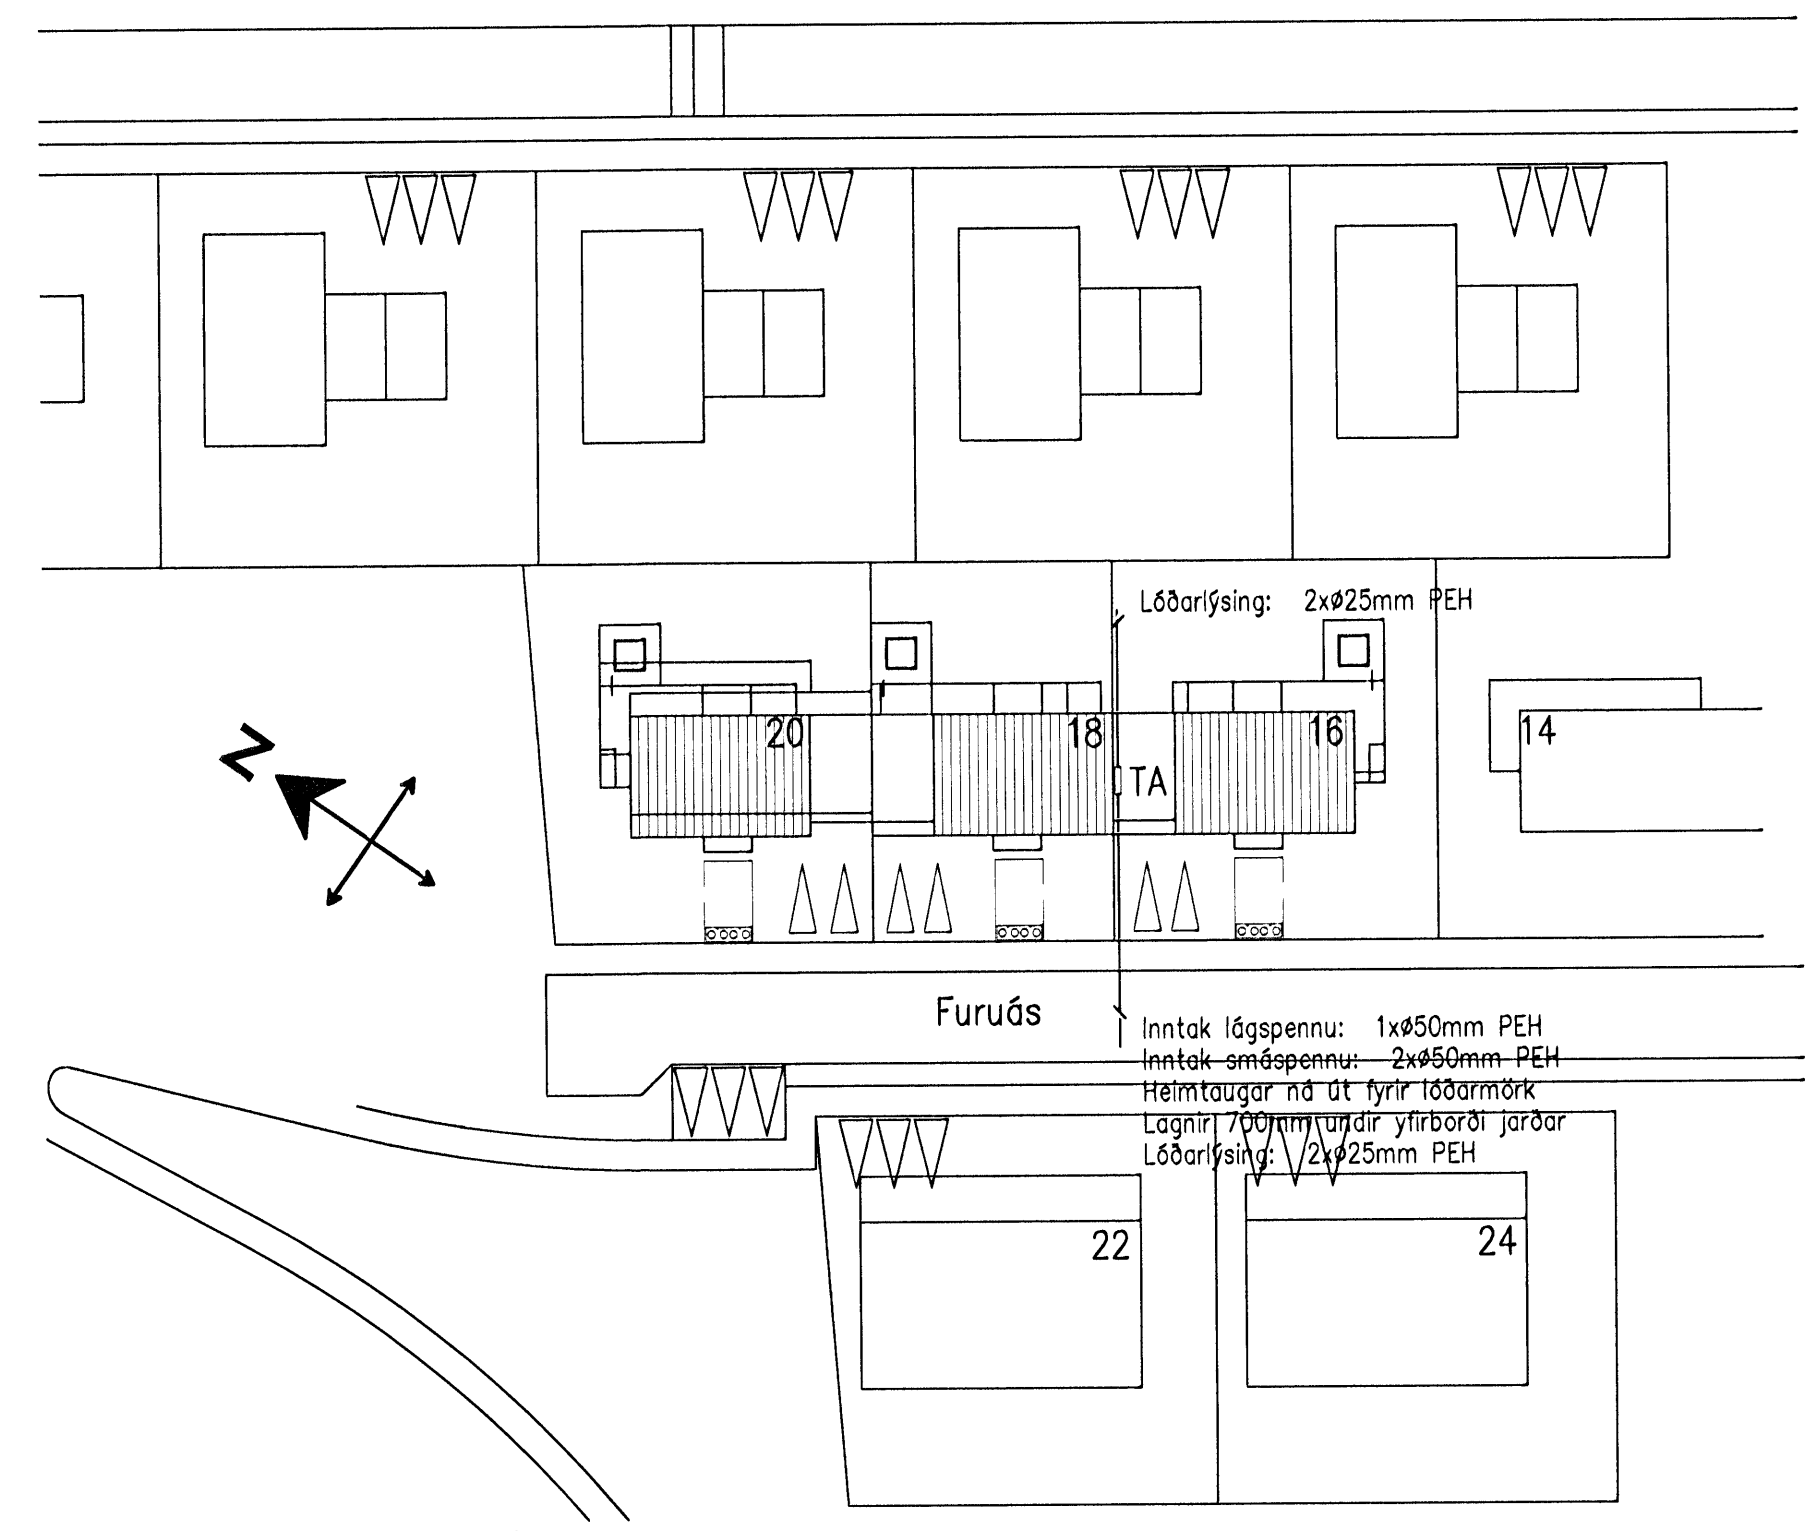 Lóðarlýsing: 2xø25mm PEH
20
18
16
14
TA
N
Furuás
Inntak lágspennu: 1xø50mm PEH
Inntak smáspennu: 2xø50mm PEH
Heimtaugar ná út fyrir lóðarmörk
Lagnir 700mm undir yfirborði jarðar
Lóðarlýsing: 2xø25mm PEH
22
24